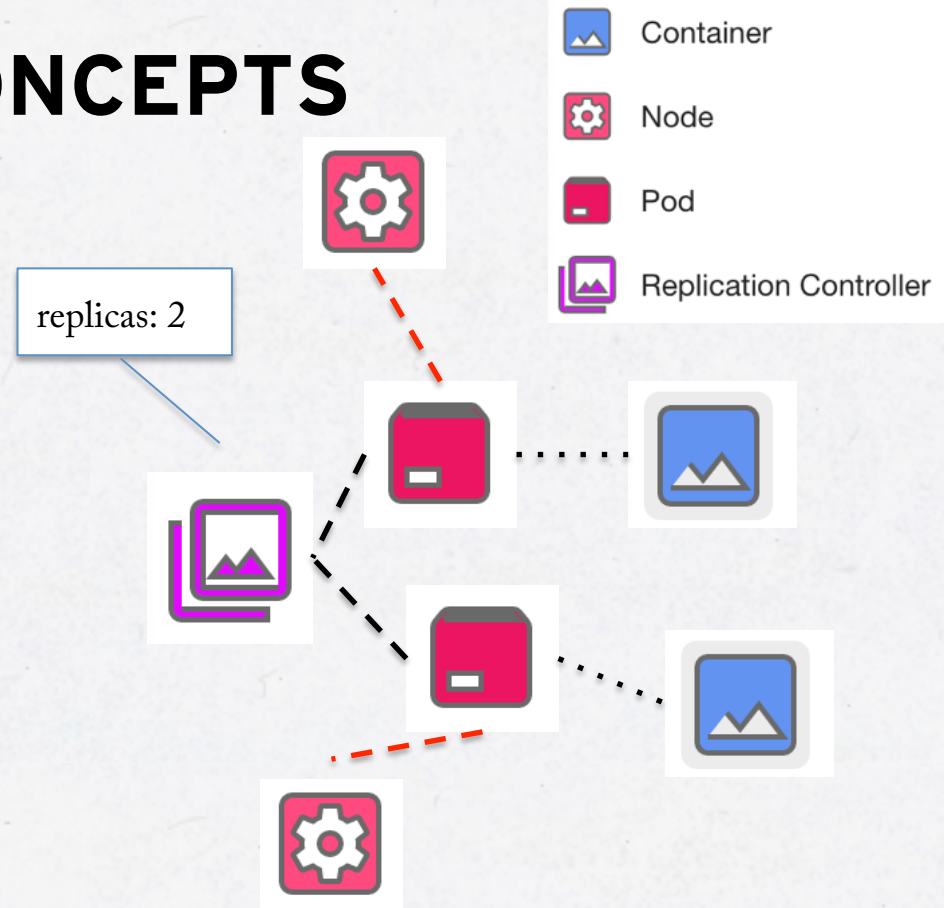 ONCEPTS
Container
Node
Pod
Replication Controller
replicas: 2